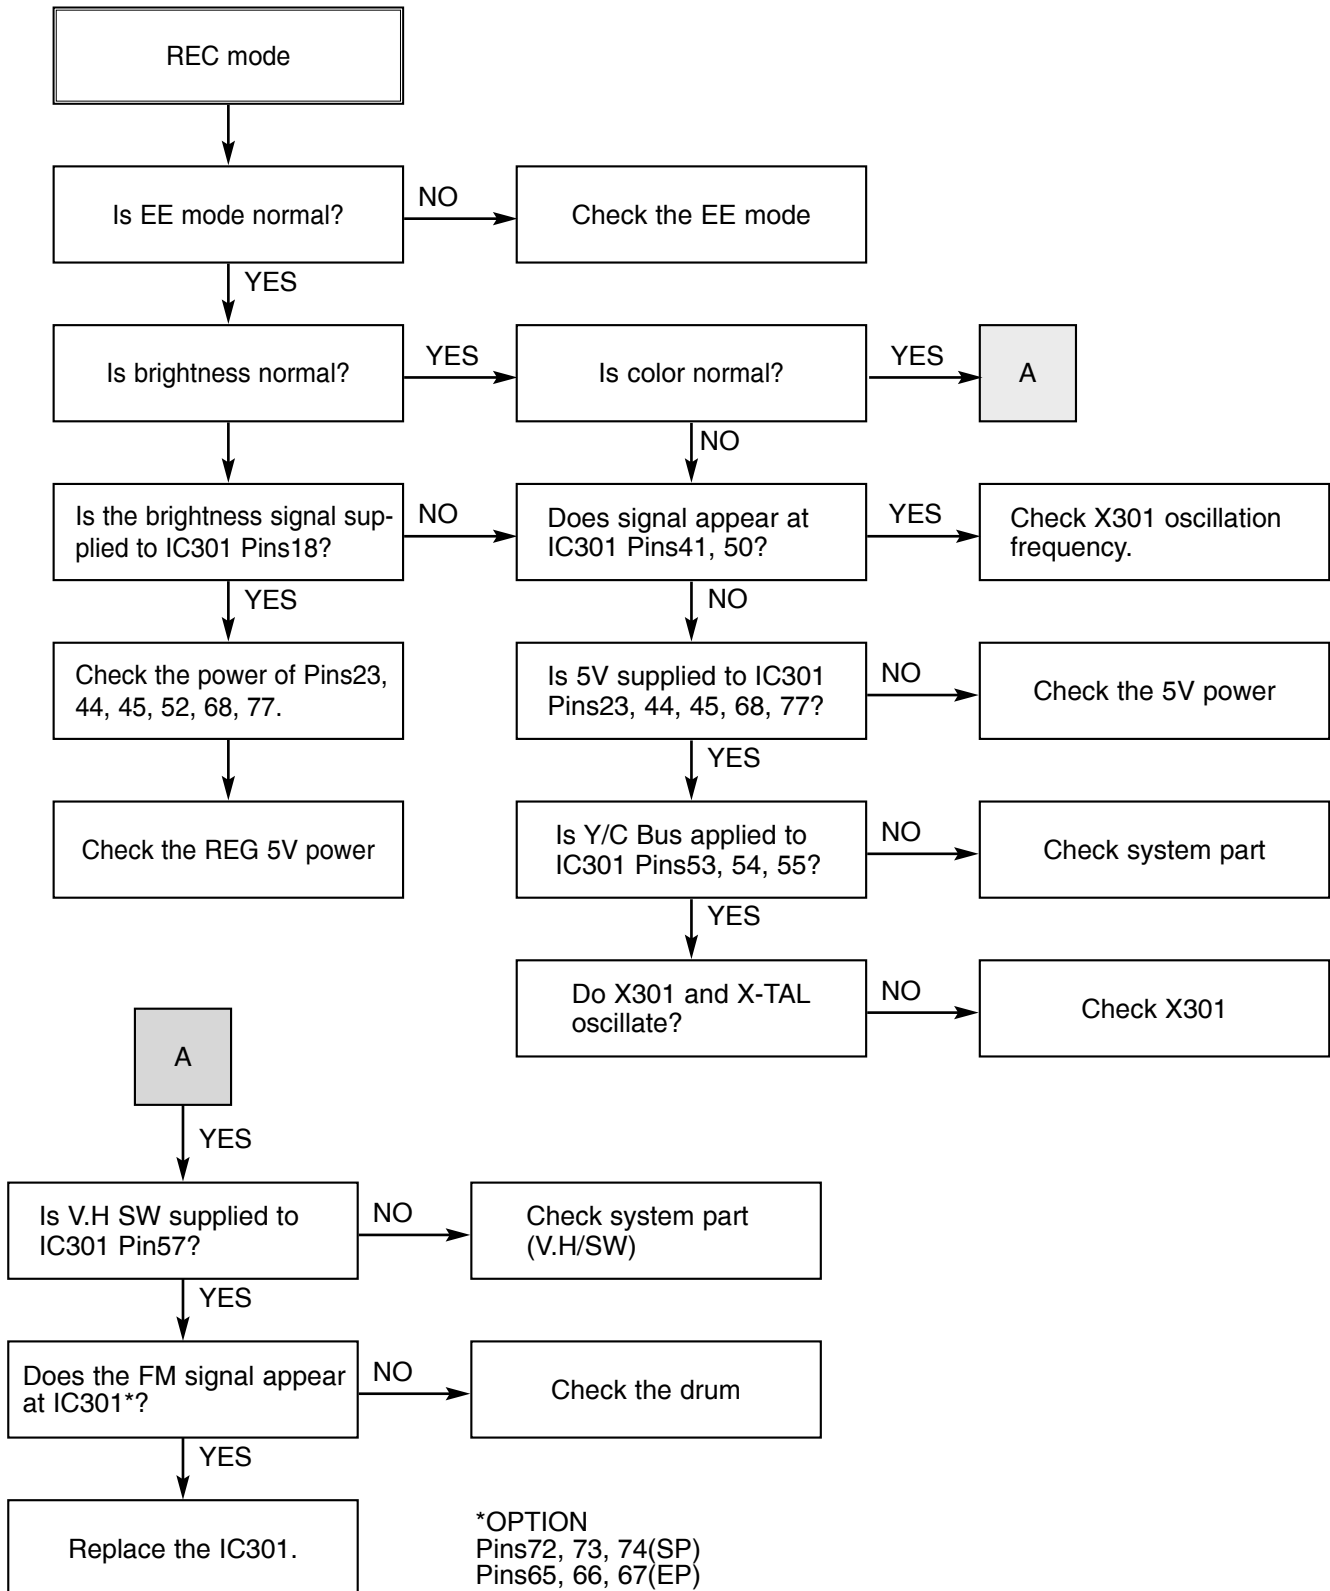 REC mode
Is EE mode normal?
NO
Check the EE mode
YES
Is brightness normal?
YES
Is color normal?
YES
A
NO
Is the brightness signal sup-
plied to IC301 Pins18?
NO
Does signal appear at
IC301 Pins41, 50?
YES
Check X301 oscillation
frequency.
YES
NO
Check the power of Pins23,
44, 45, 52, 68, 77.
Is 5V supplied to IC301
Pins23, 44, 45, 68, 77?
NO
Check the 5V power
YES
Check the REG 5V power
Is Y/C Bus applied to
IC301 Pins53, 54, 55?
NO
Check system part
YES
Do X301 and X-TAL
oscillate?
NO
Check X301
A
YES
Is V.H SW supplied to
IC301 Pin57?
NO
Check system part
(V.H/SW)
YES
Does the FM signal appear
at IC301*?
NO
Check the drum
YES
Replace the IC301.
*OPTION
Pins72, 73, 74(SP)
Pins65, 66, 67(EP)